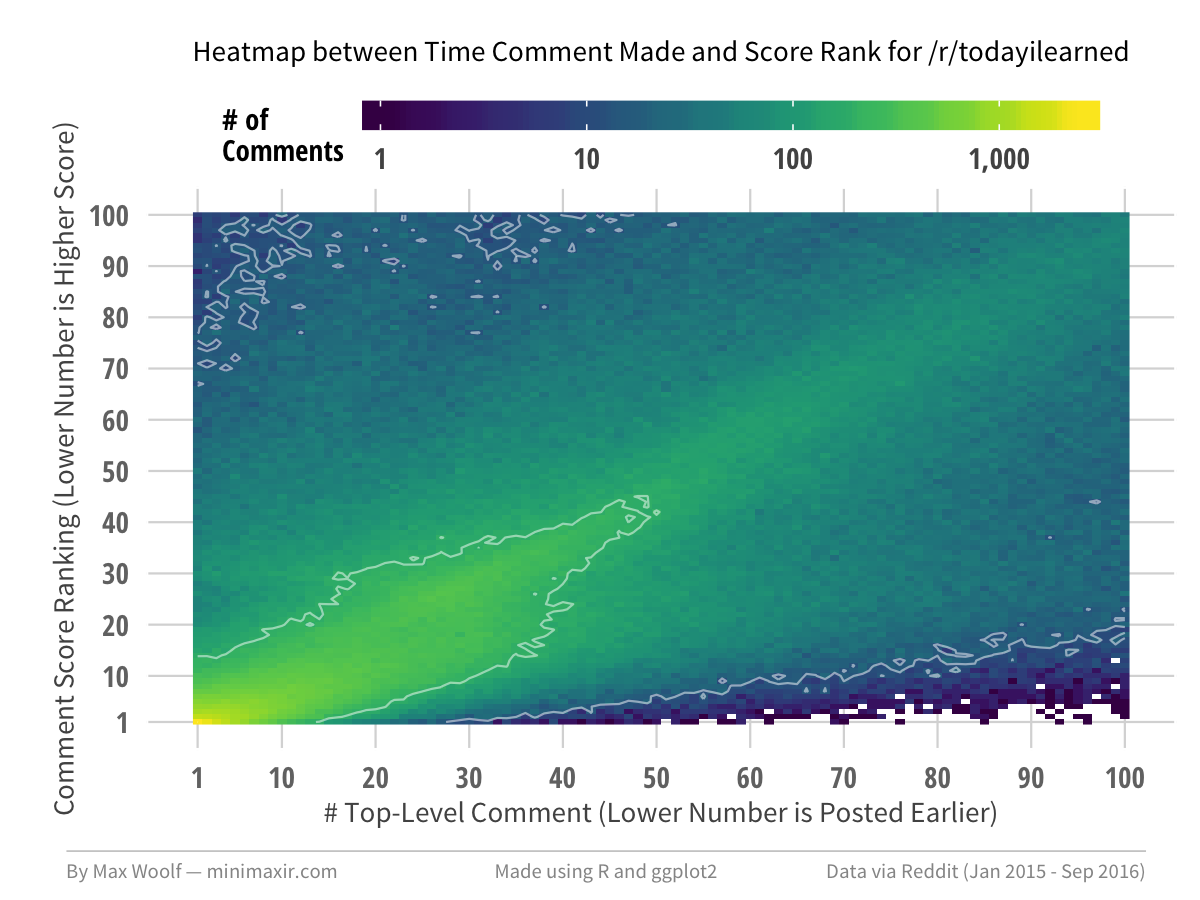 Heatmap between Time Comment Made and Score Rank for /r/todayilearned
# of
Comments
1 10 100 1,000
Comment Score Ranking (Lower Number is Higher Score)
100
90
80
70
60
50
40
30
20
10
1
1 10 20 30 40 50 60 70 80 90 100
# Top-Level Comment (Lower Number is Posted Earlier)
By Max Woolf — minimaxir.com Made using R and ggplot2 Data via Reddit (Jan 2015 - Sep 2016)